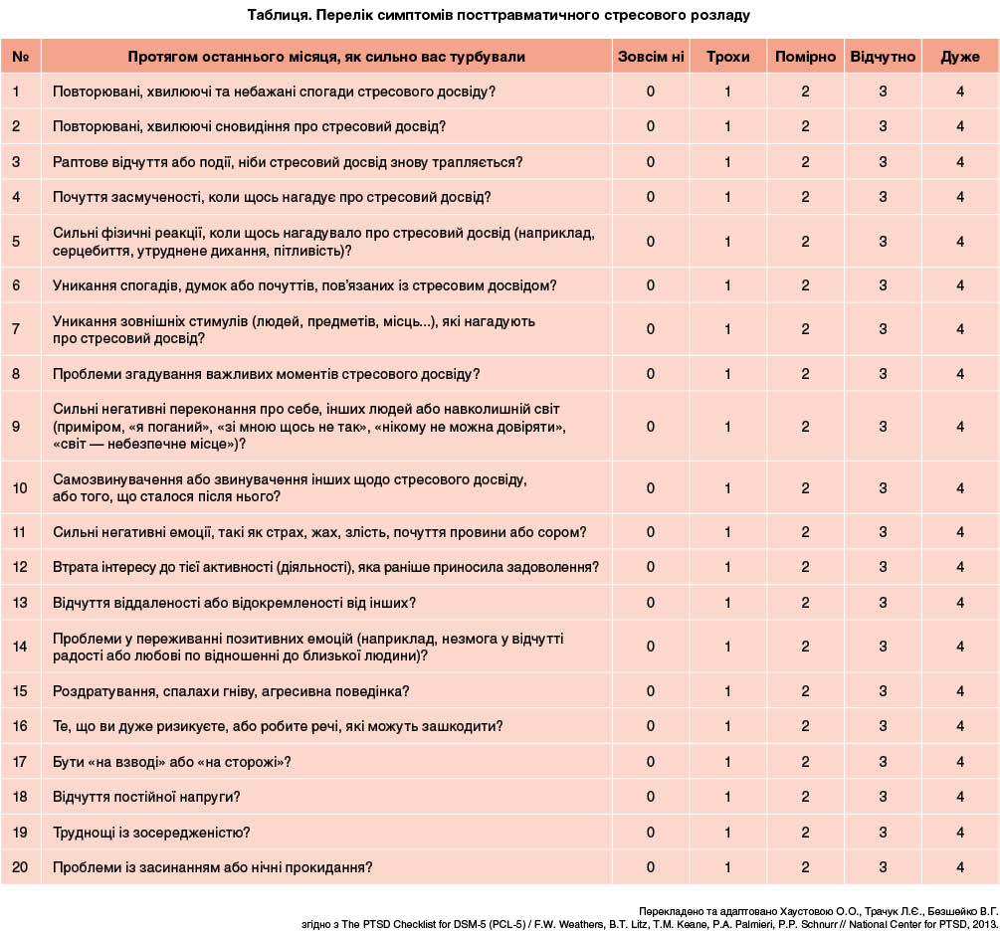 Таблиця. Перелік симптомів посттравматичного стресового розладу
№ Протягом останнього місяця, як сильно вас турбували Зовсім ні Трохи Помірно Відчутно Дуже
1 Повторювані, хвилюючі та небажані спогади стресового досвіду? 0 1 2 3 4
2 Повторювані, хвилюючі сновидіння про стресовий досвід? 0 1 2 3 4
3 Раптове відчуття або події, ніби стресовий досвід знову трапляється? 0 1 2 3 4
4 Почуття засмученості, коли щось нагадує про стресовий досвід? 0 1 2 3 4
5 Сильні фізичні реакції, коли щось нагадувало про стресовий досвід (наприклад,
серцебиття, утруднене дихання, пітливість)? 0 1 2 3 4
6 Уникання спогадів, думок або почуттів, пов’язаних із стресовим досвідом? 0 1 2 3 4
7 Уникання зовнішніх стимулів (людей, предметів, місць...), які нагадують
про стресовий досвід? 0 1 2 3 4
8 Проблеми згадування важливих моментів стресового досвіду? 0 1 2 3 4
9 Сильні негативні переконання про себе, інших людей або навколишній світ
(приміром, «я поганий», «зі мною щось не так», «нікому не можна довіряти»,
«світ — небезпечне місце»)? 0 1 2 3 4
10 Самозвинувачення або звинувачення інших щодо стресового досвіду,
або того, що сталося після нього? 0 1 2 3 4
11 Сильні негативні емоції, такі як страх, жах, злість, почуття провини або сором? 0 1 2 3 4
12 Втрата інтересу до тієї активності (діяльності), яка раніше приносила задоволення? 0 1 2 3 4
13 Відчуття віддаленості або відокремленості від інших? 0 1 2 3 4
14 Проблеми у переживанні позитивних емоцій (наприклад, незмога у відчутті
радості або любові по відношенні до близької людини)? 0 1 2 3 4
15 Роздратування, спалахи гніву, агресивна поведінка? 0 1 2 3 4
16 Те, що ви дуже ризикуєте, або робите речі, які можуть зашкодити? 0 1 2 3 4
17 Бути «на взводі» або «на сторожі»? 0 1 2 3 4
18 Відчуття постійної напруги? 0 1 2 3 4
19 Труднощі із зосередженістю? 0 1 2 3 4
20 Проблеми із засинанням або нічні прокидання? 0 1 2 3 4
Перекладено та адаптовано Хаустовою О.О., Трачук Л.Є., Безшейко В.Г.
згідно з The PTSD Checklist for DSM-5 (PCL-5) / F.W. Weathers, B.T. Litz, T.M. Keane, P.A. Palmieri, P.P. Schnurr // National Center for PTSD, 2013.